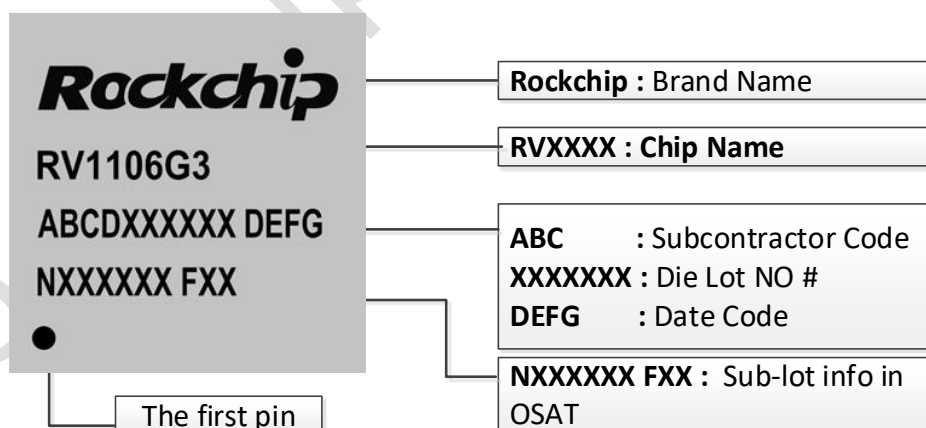 Rockchip
RV1106G3
ABCDXXXXXX DEFG
NXXXXXX FXX
Rockchip : Brand Name
RVXXXX : Chip Name
ABC : Subcontractor Code
XXXXXXX : Die Lot NO #
DEFG : Date Code
NXXXXXX FXX : Sub-lot info in
OSAT
The first pin